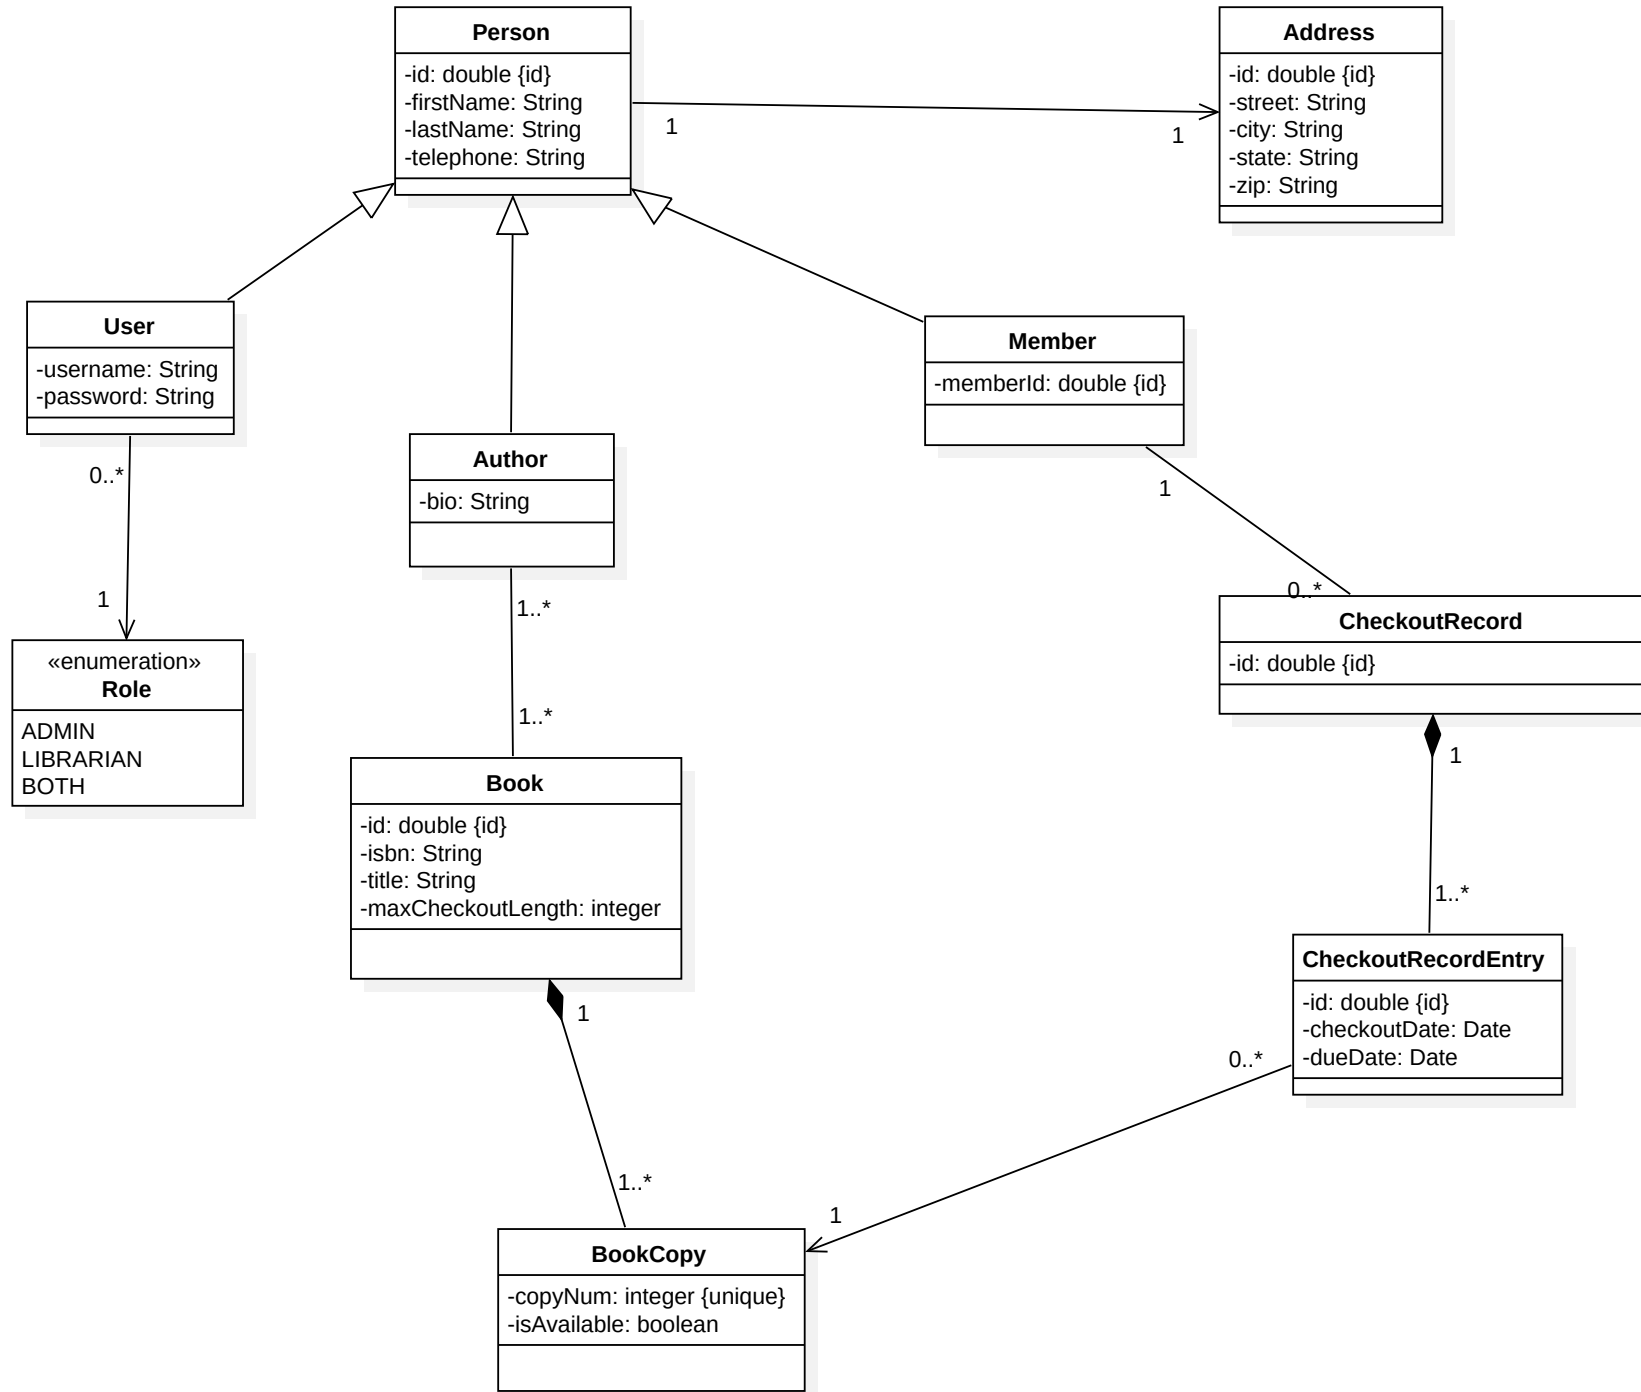 Person
-id: double {id}
-firstName: String
-lastName: String
-telephone: String
Address
-id: double {id}
-street: String
-city: String
-state: String
-zip: String
1
1
User
-username: String
-password: String
Member
-memberId: double {id}
Author
-bio: String
0..*
1
1
0..*
«enumeration»
Role
ADMIN
LIBRARIAN
BOTH
1..*
1..*
CheckoutRecord
-id: double {id}
Book
-id: double {id}
-isbn: String
-title: String
-maxCheckoutLength: integer
1
1..*
CheckoutRecordEntry
-id: double {id}
-checkoutDate: Date
-dueDate: Date
1
1..*
0..*
1
BookCopy
-copyNum: integer {unique}
-isAvailable: boolean